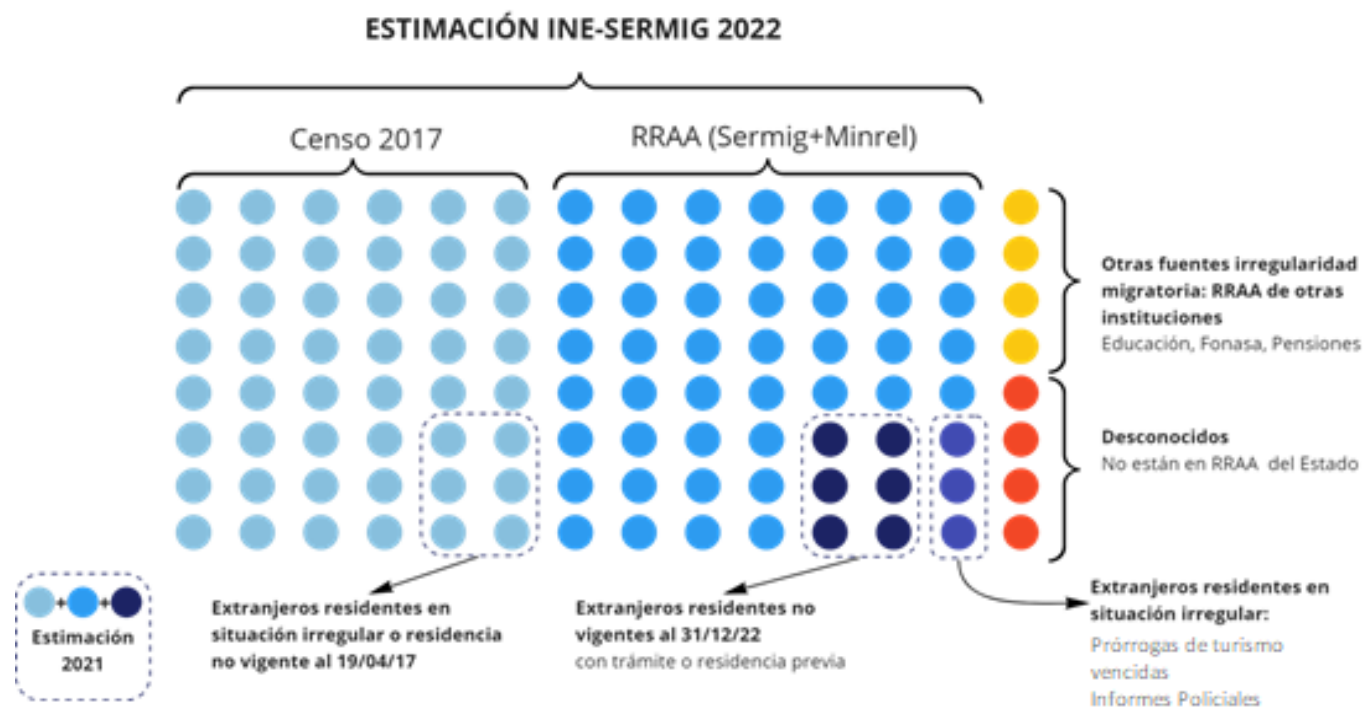 ESTIMACIÓN INE-SERMIG 2022
Censo 2017
RRAA (Sermig+Minrel)
Otras fuentes irregularidad
migratoria: RRAA de otras
instituciones
Educación, Fonasa, Pensiones
Desconocidos
No están en RRAA del Estado
+ +
Estimación
2021
Extranjeros residentes en
situación irregular o residencia
no vigente al 19/04/17
Extranjeros residentes no
vigentes al 31/12/22
con trámite o residencia previa
Extranjeros residentes en
situación irregular:
Prórrogas de turismo
vencidas
Informes Policiales